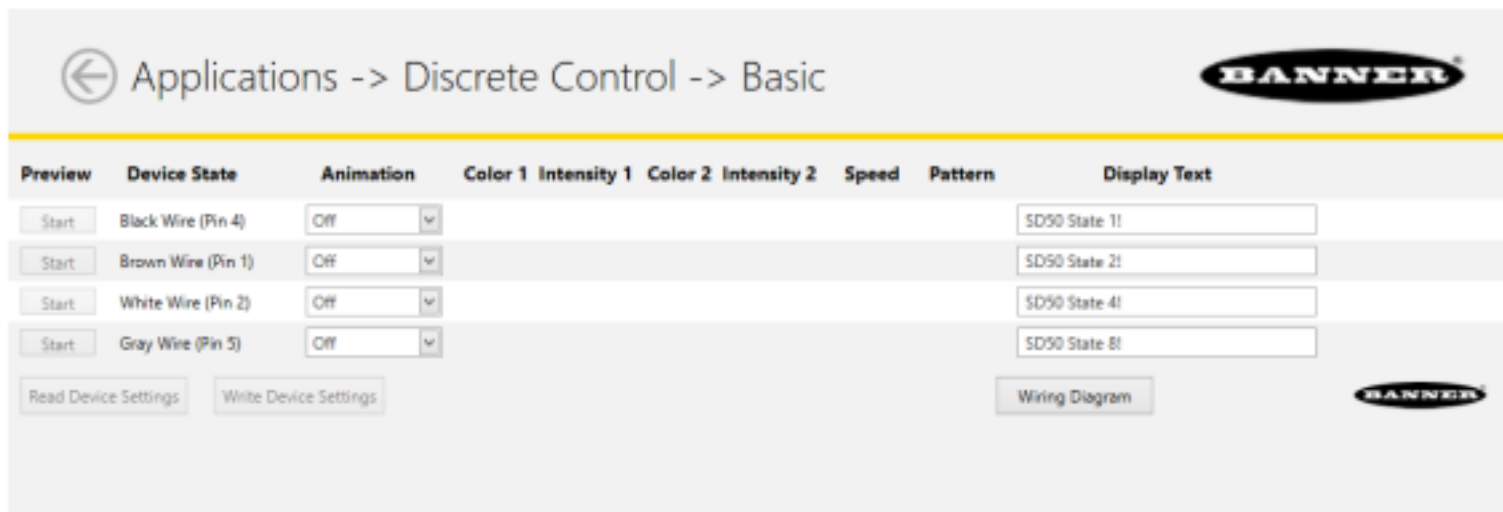 Applications -> Discrete Control -> Basic BANNER
Preview Device State Animation Color 1 Intensity 1 Color 2 Intensity 2 Speed Pattern Display Text
Start Black Wire (Pin 4) Off SD50 State 1!
Start Brown Wire (Pin 1) Off SD50 State 2!
Start White Wire (Pin 2) Off SD50 State 4!
Start Gray Wire (Pin 5) Off SD50 State 8!
Read Device Settings Write Device Settings Wiring Diagram BANNER